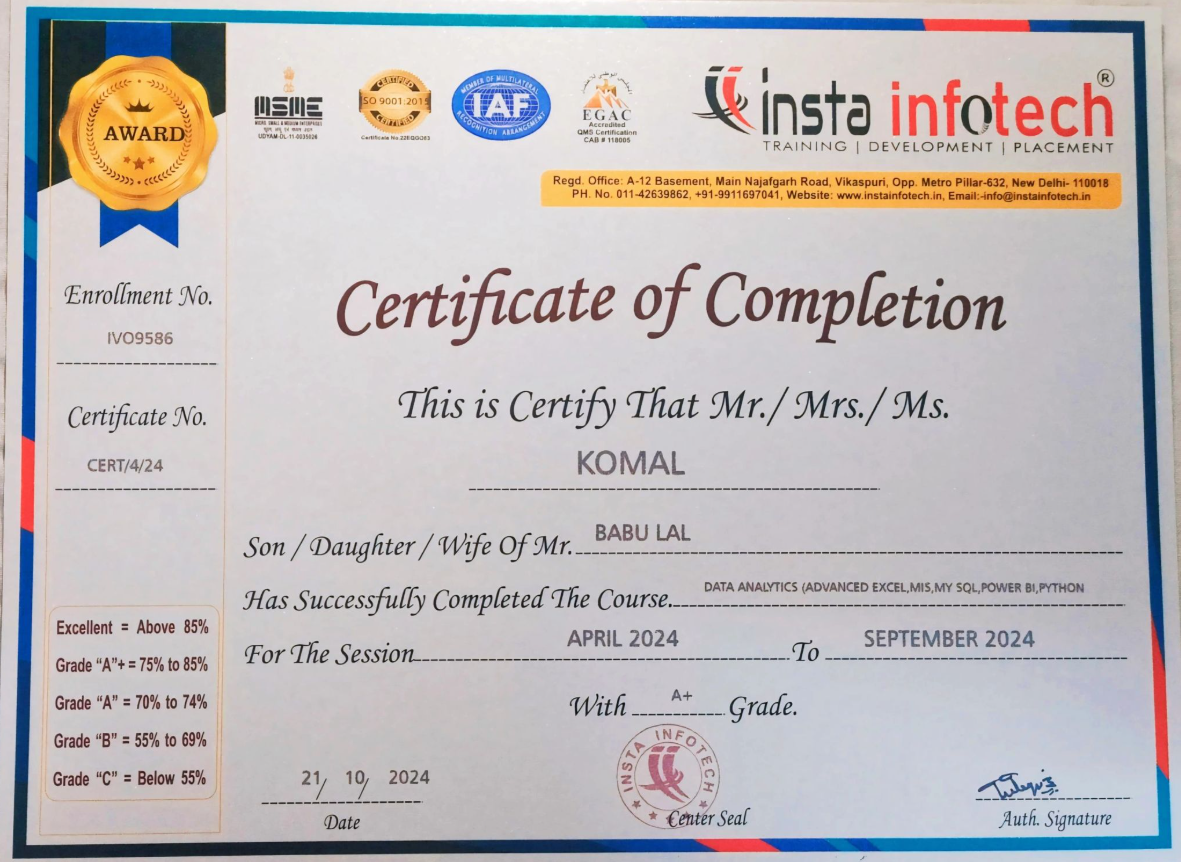 AWARD
MSME
MICRO, SMALL & MEDIUM ENTERPRISES
सूक्ष्म, लघु एवं मध्यम उद्यम
UDYAM-DL-11-0035026
CERTIFIED
ISO 9001:2015
CERTIFIED
MEMBER OF MULTILATERAL
IAF
RECOGNITION ARRANGEMENT
EGAC
Accredited
QMS Certification
CAB # 118005
insta infotech®
TRAINING | DEVELOPMENT | PLACEMENT
Regd. Office: A-12 Basement, Main Najafgarh Road, Vikaspuri, Opp. Metro Pillar-632, New Delhi- 110018
PH. No. 011-42639862, +91-9911697041, Website: www.instainfotech.in, Email:-info@instainfotech.in
Enrollment No.
IVO9586
Certificate No.
CERT/4/24
Excellent = Above 85%
Grade "A"+ = 75% to 85%
Grade "A" = 70% to 74%
Grade "B" = 55% to 69%
Grade "C" = Below 55%
Certificate of Completion
This is Certify That Mr./ Mrs./ Ms.
KOMAL
Son / Daughter / Wife Of Mr. BABU LAL
Has Successfully Completed The Course. DATA ANALYTICS (ADVANCED EXCEL,MIS,MY SQL,POWER BI,PYTHON
For The Session APRIL 2024 To SEPTEMBER 2024
With A+ Grade.
21/ 10/ 2024
Date
INSTA INFOTECH
Center Seal
Auth. Signature